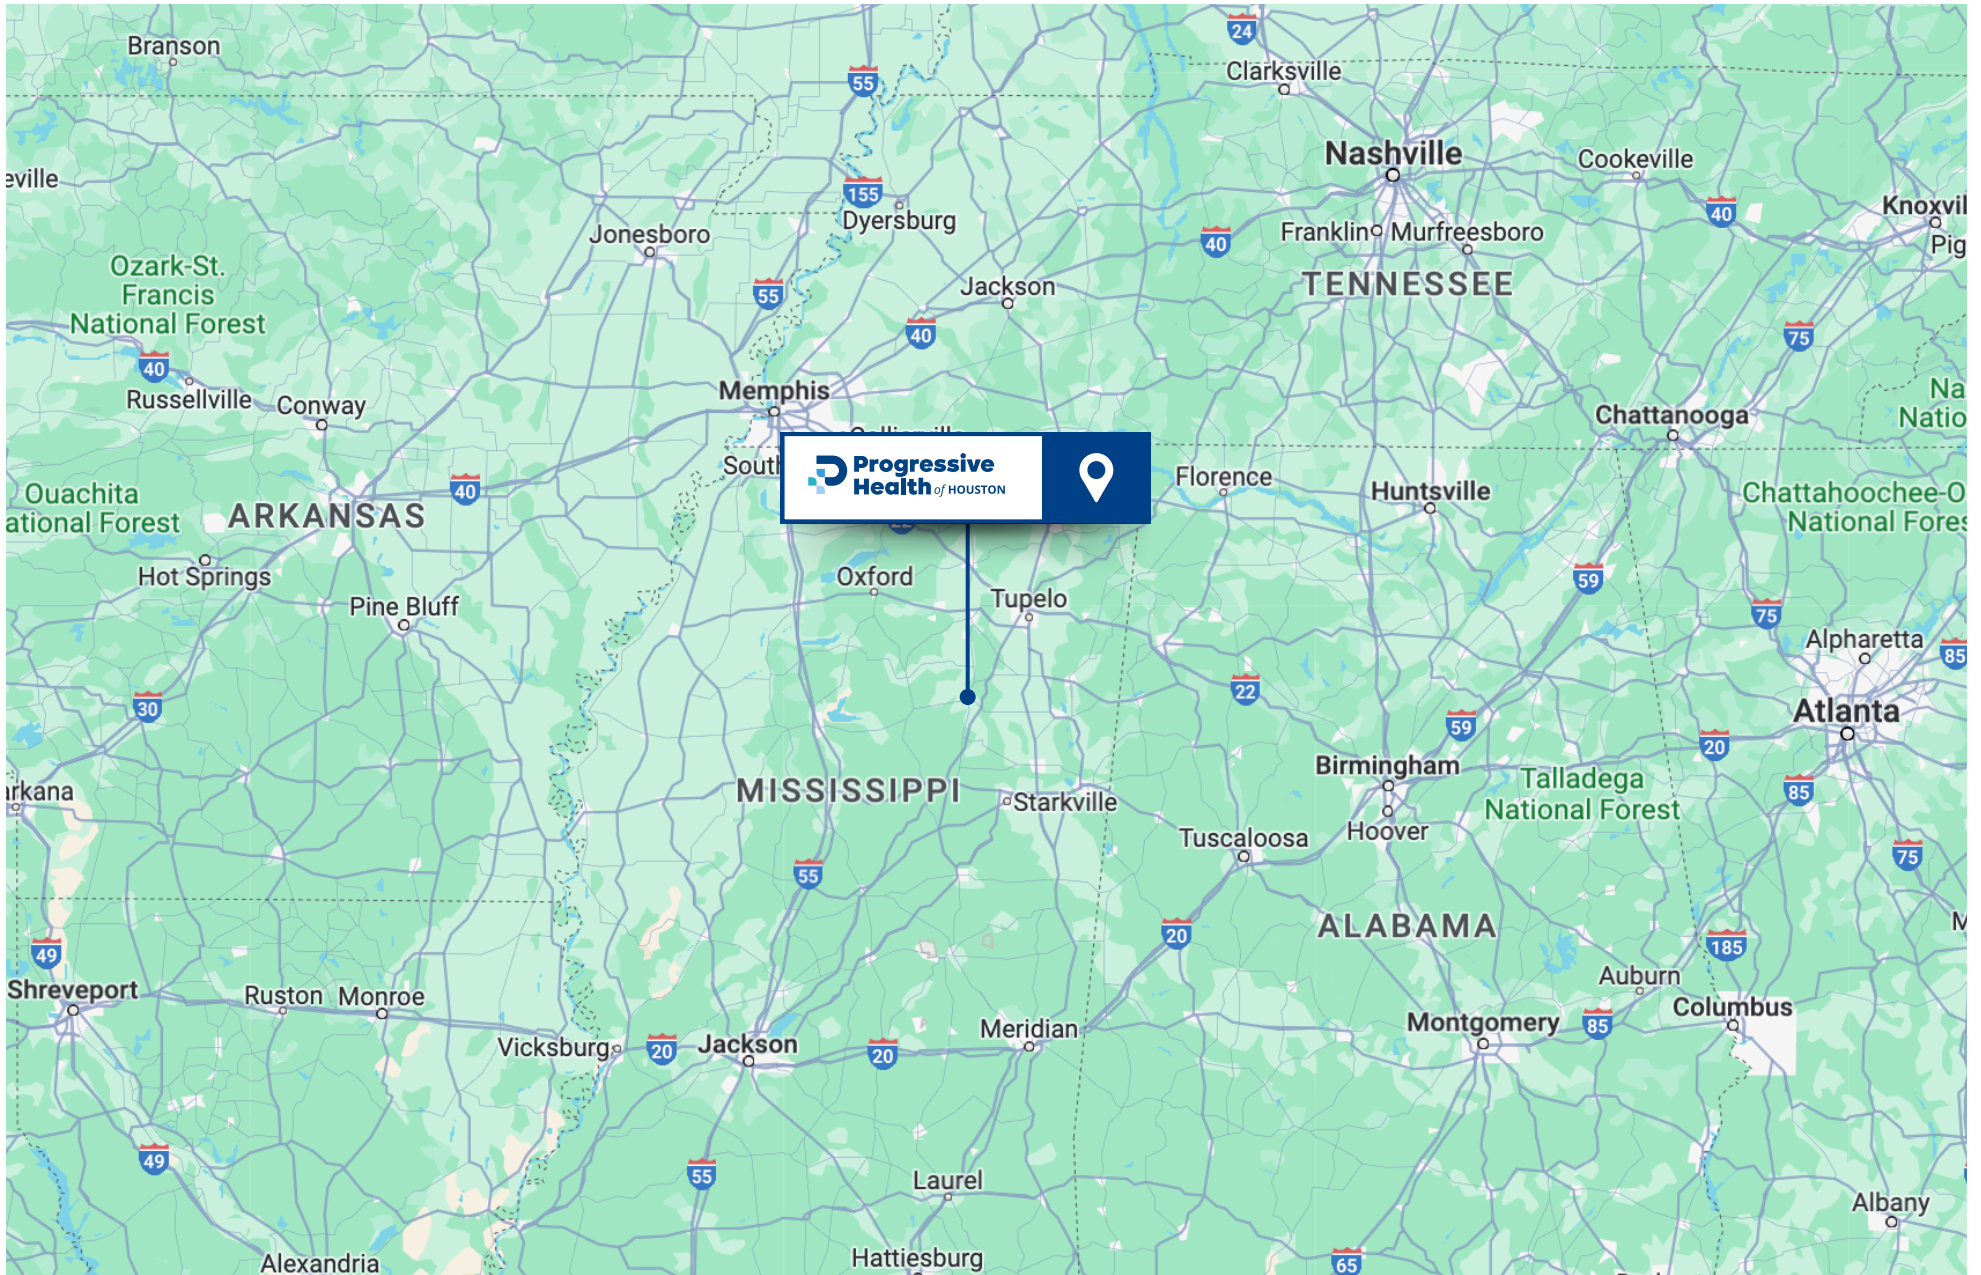 Branson
24
Clarksville
55
Nashville
Cookeville
eville
155
Dyersburg
40
Knoxvil
Jonesboro
Franklin
Murfreesboro
40
Pig
Ozark-St.
Francis
National Forest
55
Jackson
TENNESSEE
40
75
40
Russellville
Conway
Memphis
Chattanooga
Na
Natio
Collierville
South
Progressive
Health of HOUSTON
Florence
Huntsville
Ouachita
ational Forest
40
ARKANSAS
Chattahoochee-O
National Fores
Hot Springs
Oxford
59
Pine Bluff
Tupelo
75
Alpharetta
85
30
22
59
Atlanta
20
Birmingham
Talladega
National Forest
85
arkana
MISSISSIPPI
Starkville
Hoover
Tuscaloosa
55
75
20
ALABAMA
M
49
185
Shreveport
Ruston
Monroe
Auburn
Columbus
Vicksburg
20
Jackson
20
Meridian
Montgomery
85
49
55
Laurel
Albany
Alexandria
Hattiesburg
65